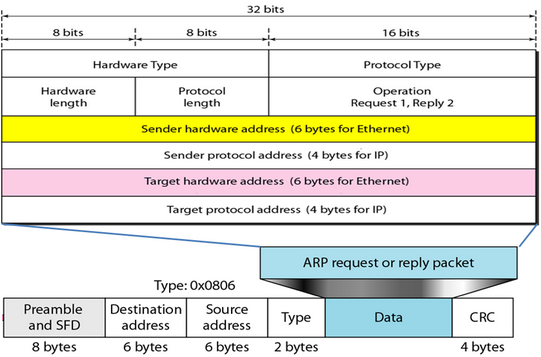 32 bits
8 bits
8 bits
16 bits
Hardware Type
Protocol Type
Hardware
length
Protocol
length
Operation
Request 1, Reply 2
Sender hardware address (6 bytes for Ethernet)
Sender protocol address (4 bytes for IP)
Target hardware address (6 bytes for Ethernet)
Target protocol address (4 bytes for IP)
ARP request or reply packet
Type: 0x0806
Preamble
and SFD
Destination
address
Source
address
Type
Data
CRC
8 bytes
6 bytes
6 bytes
2 bytes
4 bytes